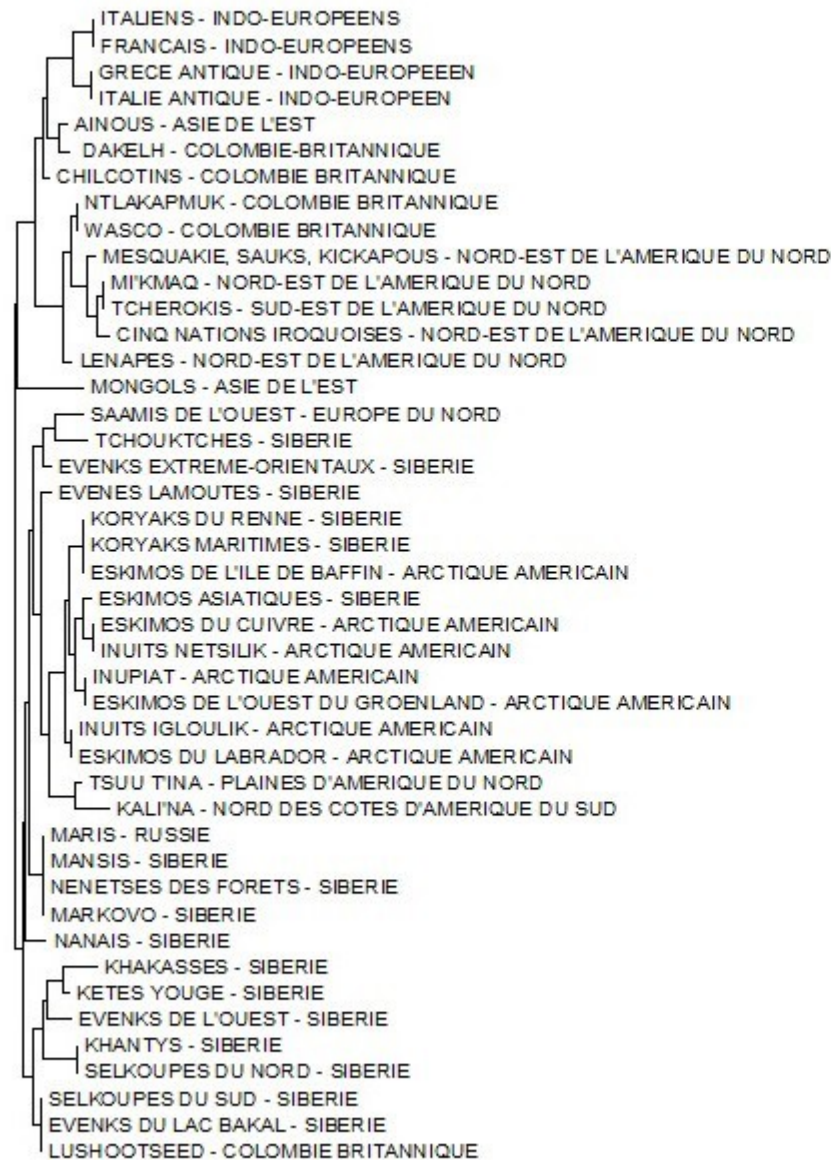 ITALIENS - INDO-EUROPEENS
FRANCAIS - INDO-EUROPEENS
GRECE ANTIQUE - INDO-EUROPEEEN
ITALIE ANTIQUE - INDO-EUROPEEN
AINOUS - ASIE DE L'EST
DAKELH - COLOMBIE-BRITANNIQUE
CHILCOTINS - COLOMBIE BRITANNIQUE
NTLAKAPMUK - COLOMBIE BRITANNIQUE
WASCO - COLOMBIE BRITANNIQUE
MESQUAKIE, SAUKS, KICKAPOUS - NORD-EST DE L'AMERIQUE DU NORD
MI'KMAQ - NORD-EST DE L'AMERIQUE DU NORD
TCHEROKIS - SUD-EST DE L'AMERIQUE DU NORD
CINQ NATIONS IROQUOISES - NORD-EST DE L'AMERIQUE DU NORD
LENAPES - NORD-EST DE L'AMERIQUE DU NORD
MONGOLS - ASIE DE L'EST
SAAMIS DE L'OUEST - EUROPE DU NORD
TCHOUKTCHES - SIBERIE
EVENKS EXTREME-ORIENTAUX - SIBERIE
EVENES LAMOUTES - SIBERIE
KORYAKS DU RENNE - SIBERIE
KORYAKS MARITIMES - SIBERIE
ESKIMOS DE L'ILE DE BAFFIN - ARCTIQUE AMERICAIN
ESKIMOS ASIATIQUES - SIBERIE
ESKIMOS DU CUIVRE - ARCTIQUE AMERICAIN
INUITS NETSILIK - ARCTIQUE AMERICAIN
INUPIAT - ARCTIQUE AMERICAIN
ESKIMOS DE L'OUEST DU GROENLAND - ARCTIQUE AMERICAIN
INUITS IGLOULIK - ARCTIQUE AMERICAIN
ESKIMOS DU LABRADOR - ARCTIQUE AMERICAIN
TSUU T'INA - PLAINES D'AMERIQUE DU NORD
KALI'NA - NORD DES COTES D'AMERIQUE DU SUD
MARIS - RUSSIE
MANSIS - SIBERIE
NENETSES DES FORETS - SIBERIE
MARKOVO - SIBERIE
NANAIS - SIBERIE
KHAKASSES - SIBERIE
KETES YOUGE - SIBERIE
EVENKS DE L'OUEST - SIBERIE
KHANTYS - SIBERIE
SELKOUPES DU NORD - SIBERIE
SELKOUPES DU SUD - SIBERIE
EVENKS DU LAC BAKAL - SIBERIE
LUSHOOTSEED - COLOMBIE BRITANNIQUE